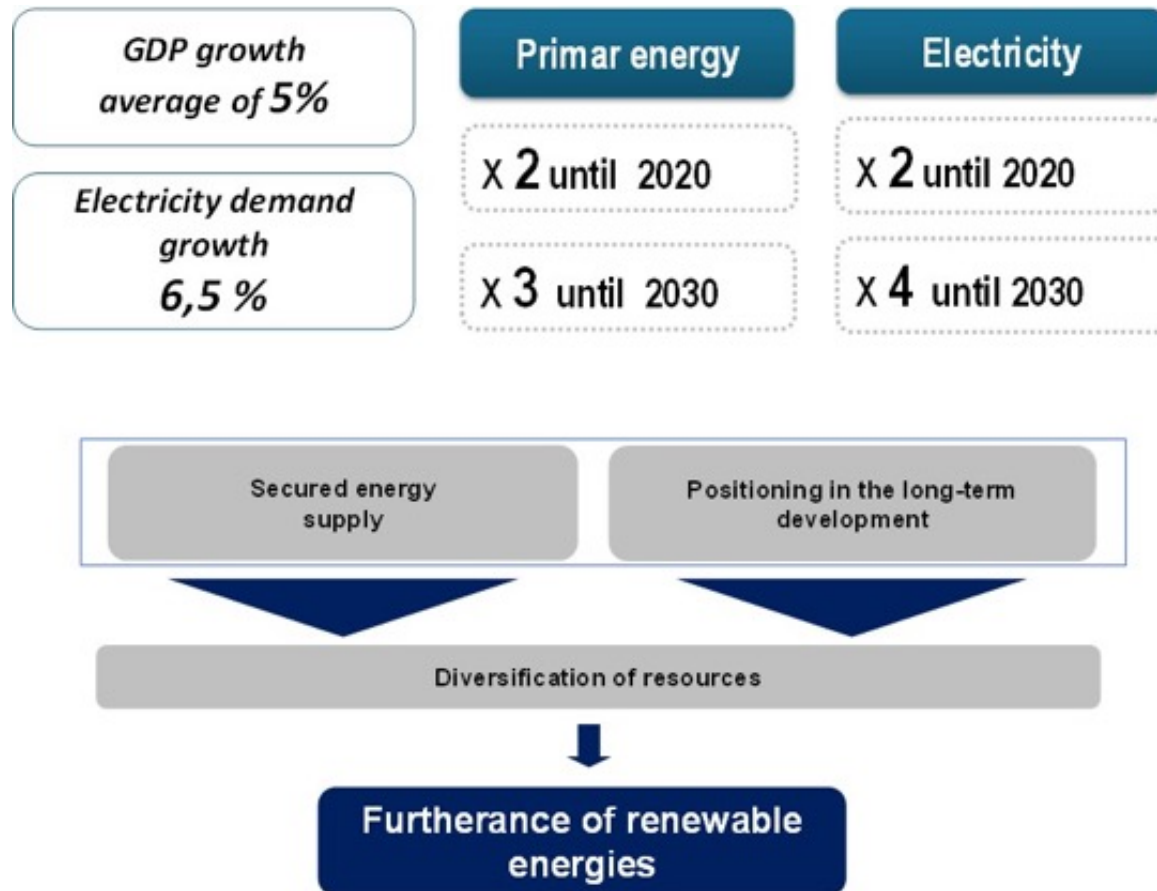 GDP growth
average of 5%
Electricity demand
growth
6,5 %
Primar energy
X 2 until 2020
X 3 until 2030
Electricity
X 2 until 2020
X 4 until 2030
Secured energy
supply
Positioning in the long-term
development
Diversification of resources
Furtherance of renewable
energies